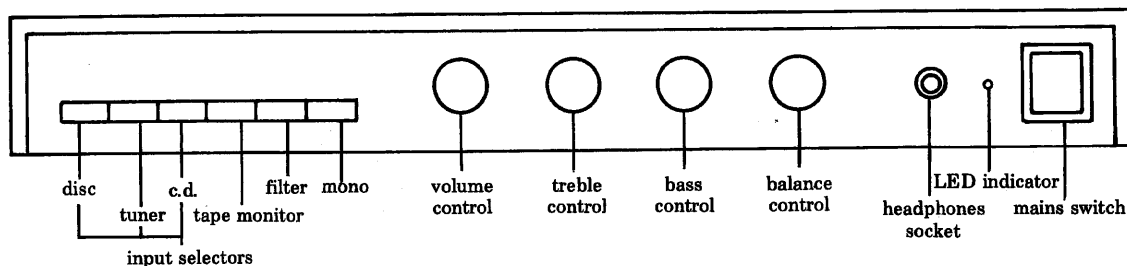 disc
tuner
c.d.
tape monitor
filter
mono
input selectors
volume
control
treble
control
bass
control
balance
control
headphones
socket
LED indicator
mains switch